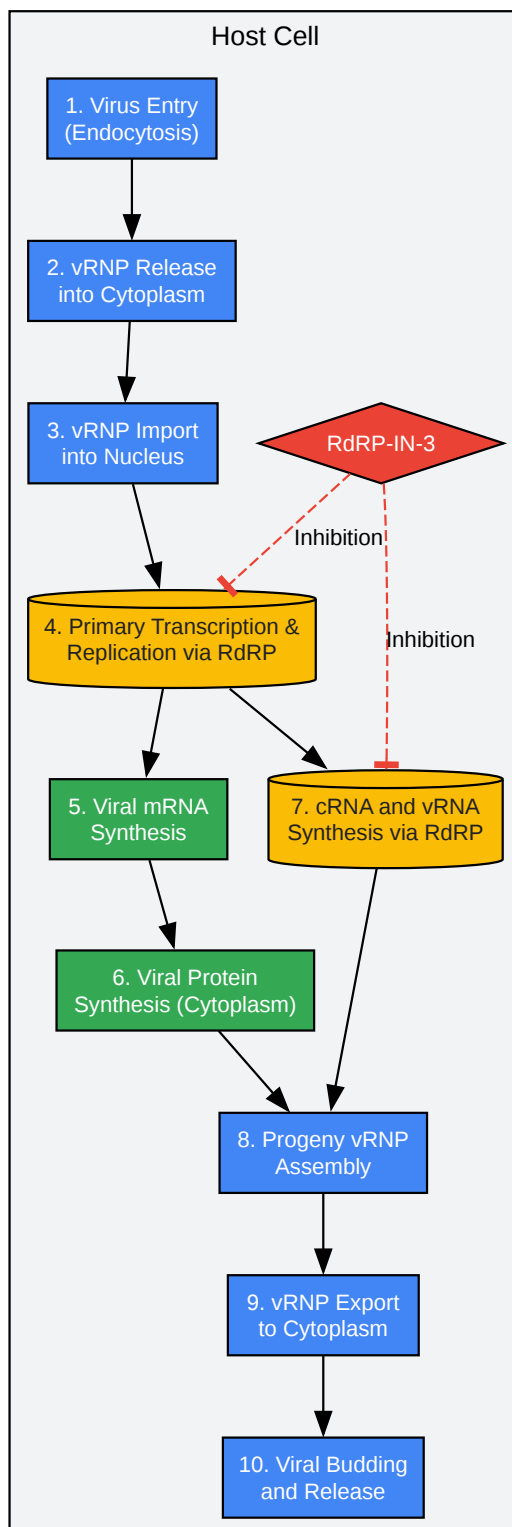 Host Cell
1. Virus Entry
(Endocytosis)
2. vRNP Release
into Cytoplasm
3. vRNP Import
into Nucleus
RdRP-IN-3
Inhibition
4. Primary Transcription &
Replication via RdRP
Inhibition
5. Viral mRNA
Synthesis
7. cRNA and vRNA
Synthesis via RdRP
6. Viral Protein
Synthesis (Cytoplasm)
8. Progeny vRNP
Assembly
9. vRNP Export
to Cytoplasm
10. Viral Budding
and Release